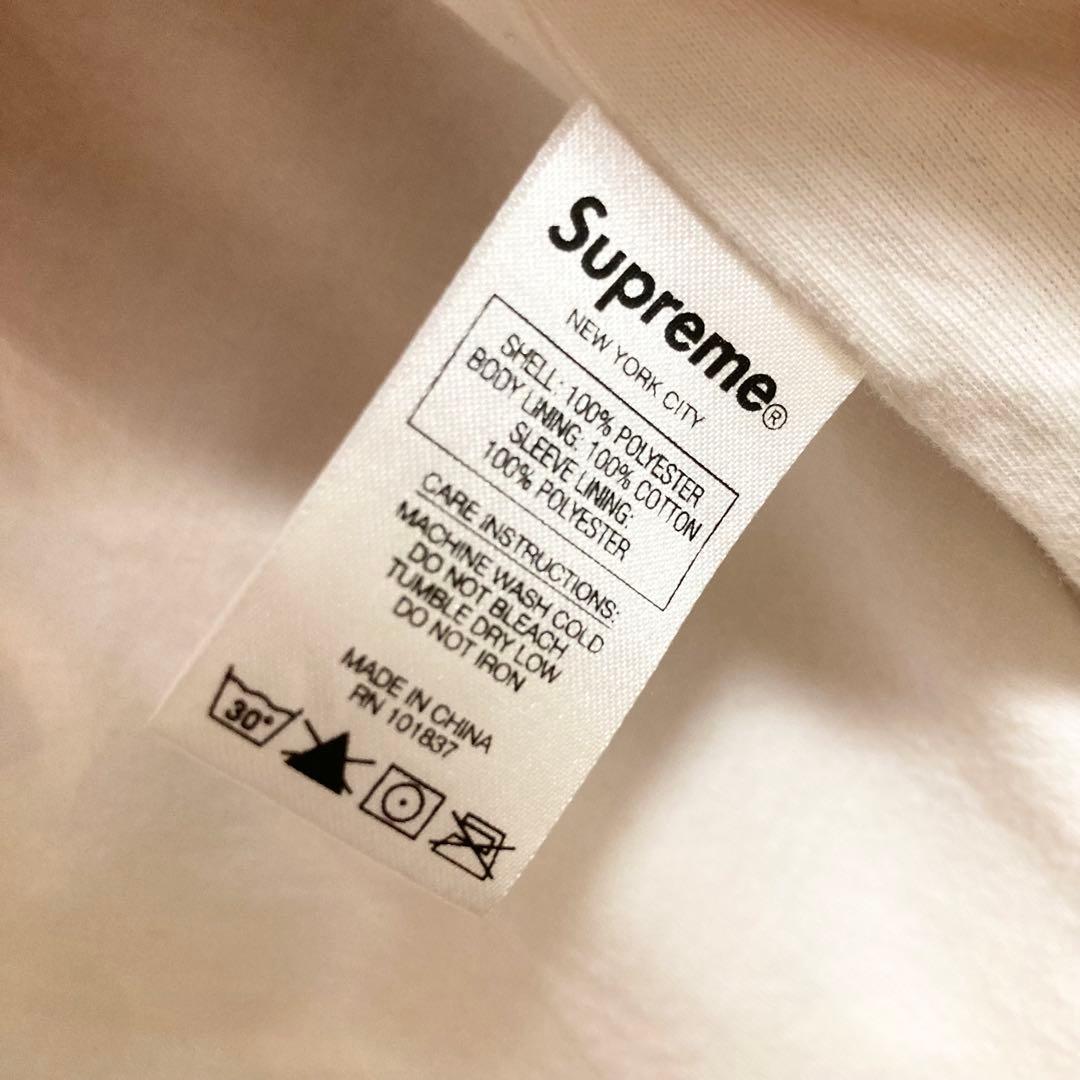 Supreme®
NEW YORK CITY
SHELL: 100% POLYESTER
BODY LINING: 100% COTTON
SLEEVE LINING:
100% POLYESTER
CARE INSTRUCTIONS:
MACHINE WASH COLD
DO NOT BLEACH
TUMBLE DRY LOW
DO NOT IRON
MADE IN CHINA
RN 101837
30°